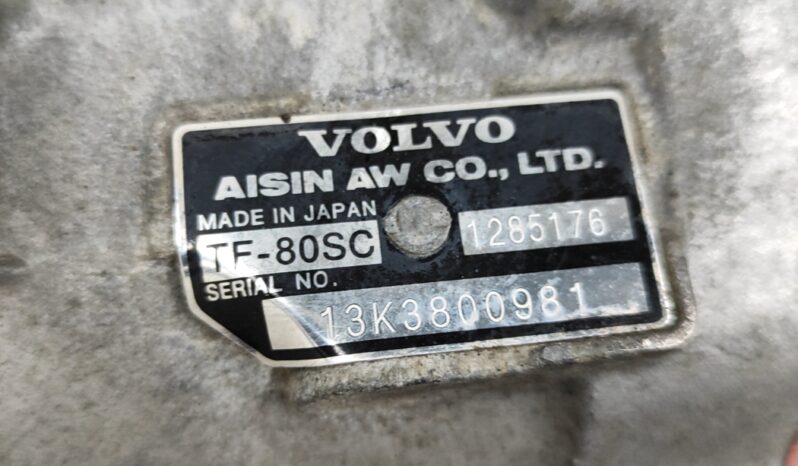 VOLVO
AISIN AW CO., LTD.
MADE IN JAPAN
TF-80SC 1285176
SERIAL NO.
13K3800981